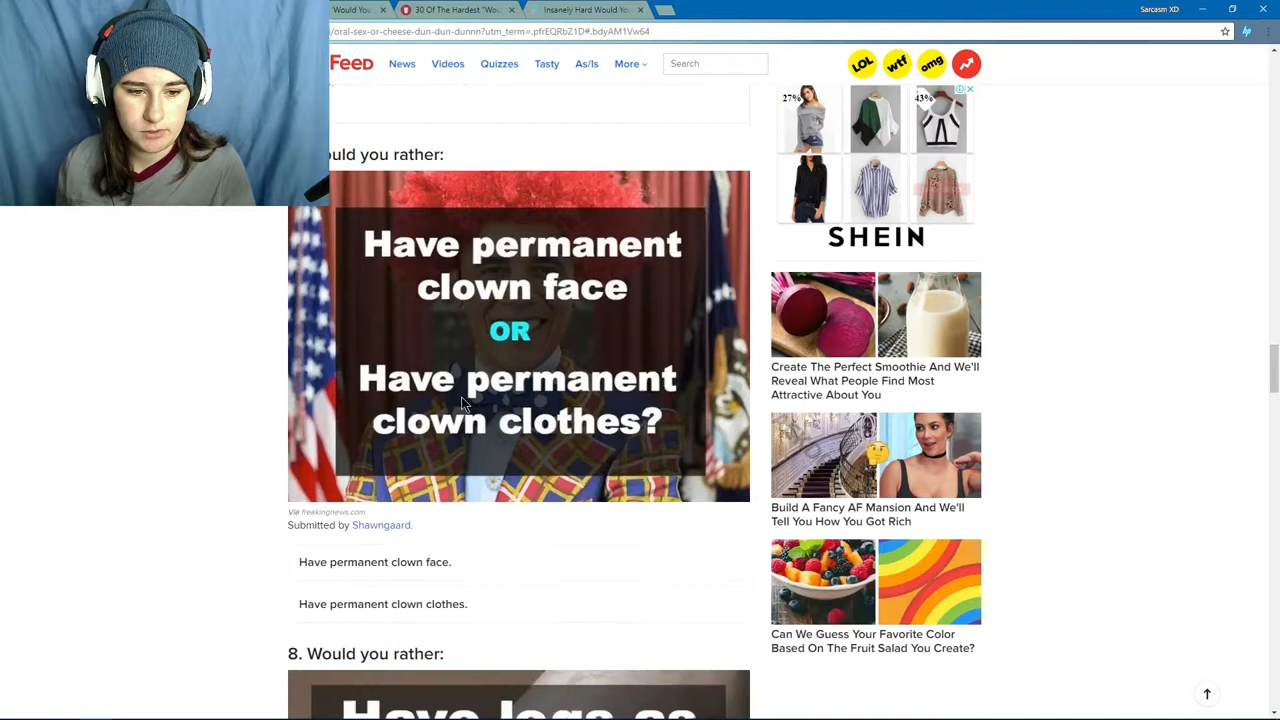 Would You
30 Of The Hardest "Wou
Insanely Hard Would Yo
Sarcasm XD
/oral-sex-or-cheese-dun-dun-dunnn?utm_term=.pfrEQRbZ1D#.bdyAM1Vw64
Feed
News
Videos
Quizzes
Tasty
As/Is
More
Search
LOL
wtf
omg
27%
43%
SHEIN
ould you rather:
Have permanent
clown face
OR
Have permanent
clown clothes?
Via freakingnews.com
Submitted by Shawngaard.
Have permanent clown face.
Have permanent clown clothes.
8. Would you rather:
Have legs as
Create The Perfect Smoothie And We'll
Reveal What People Find Most
Attractive About You
Build A Fancy AF Mansion And We'll
Tell You How You Got Rich
Can We Guess Your Favorite Color
Based On The Fruit Salad You Create?